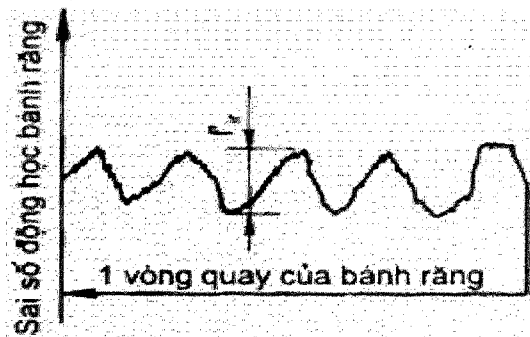 Sai số động học bánh răng
1 vòng quay của bánh răng